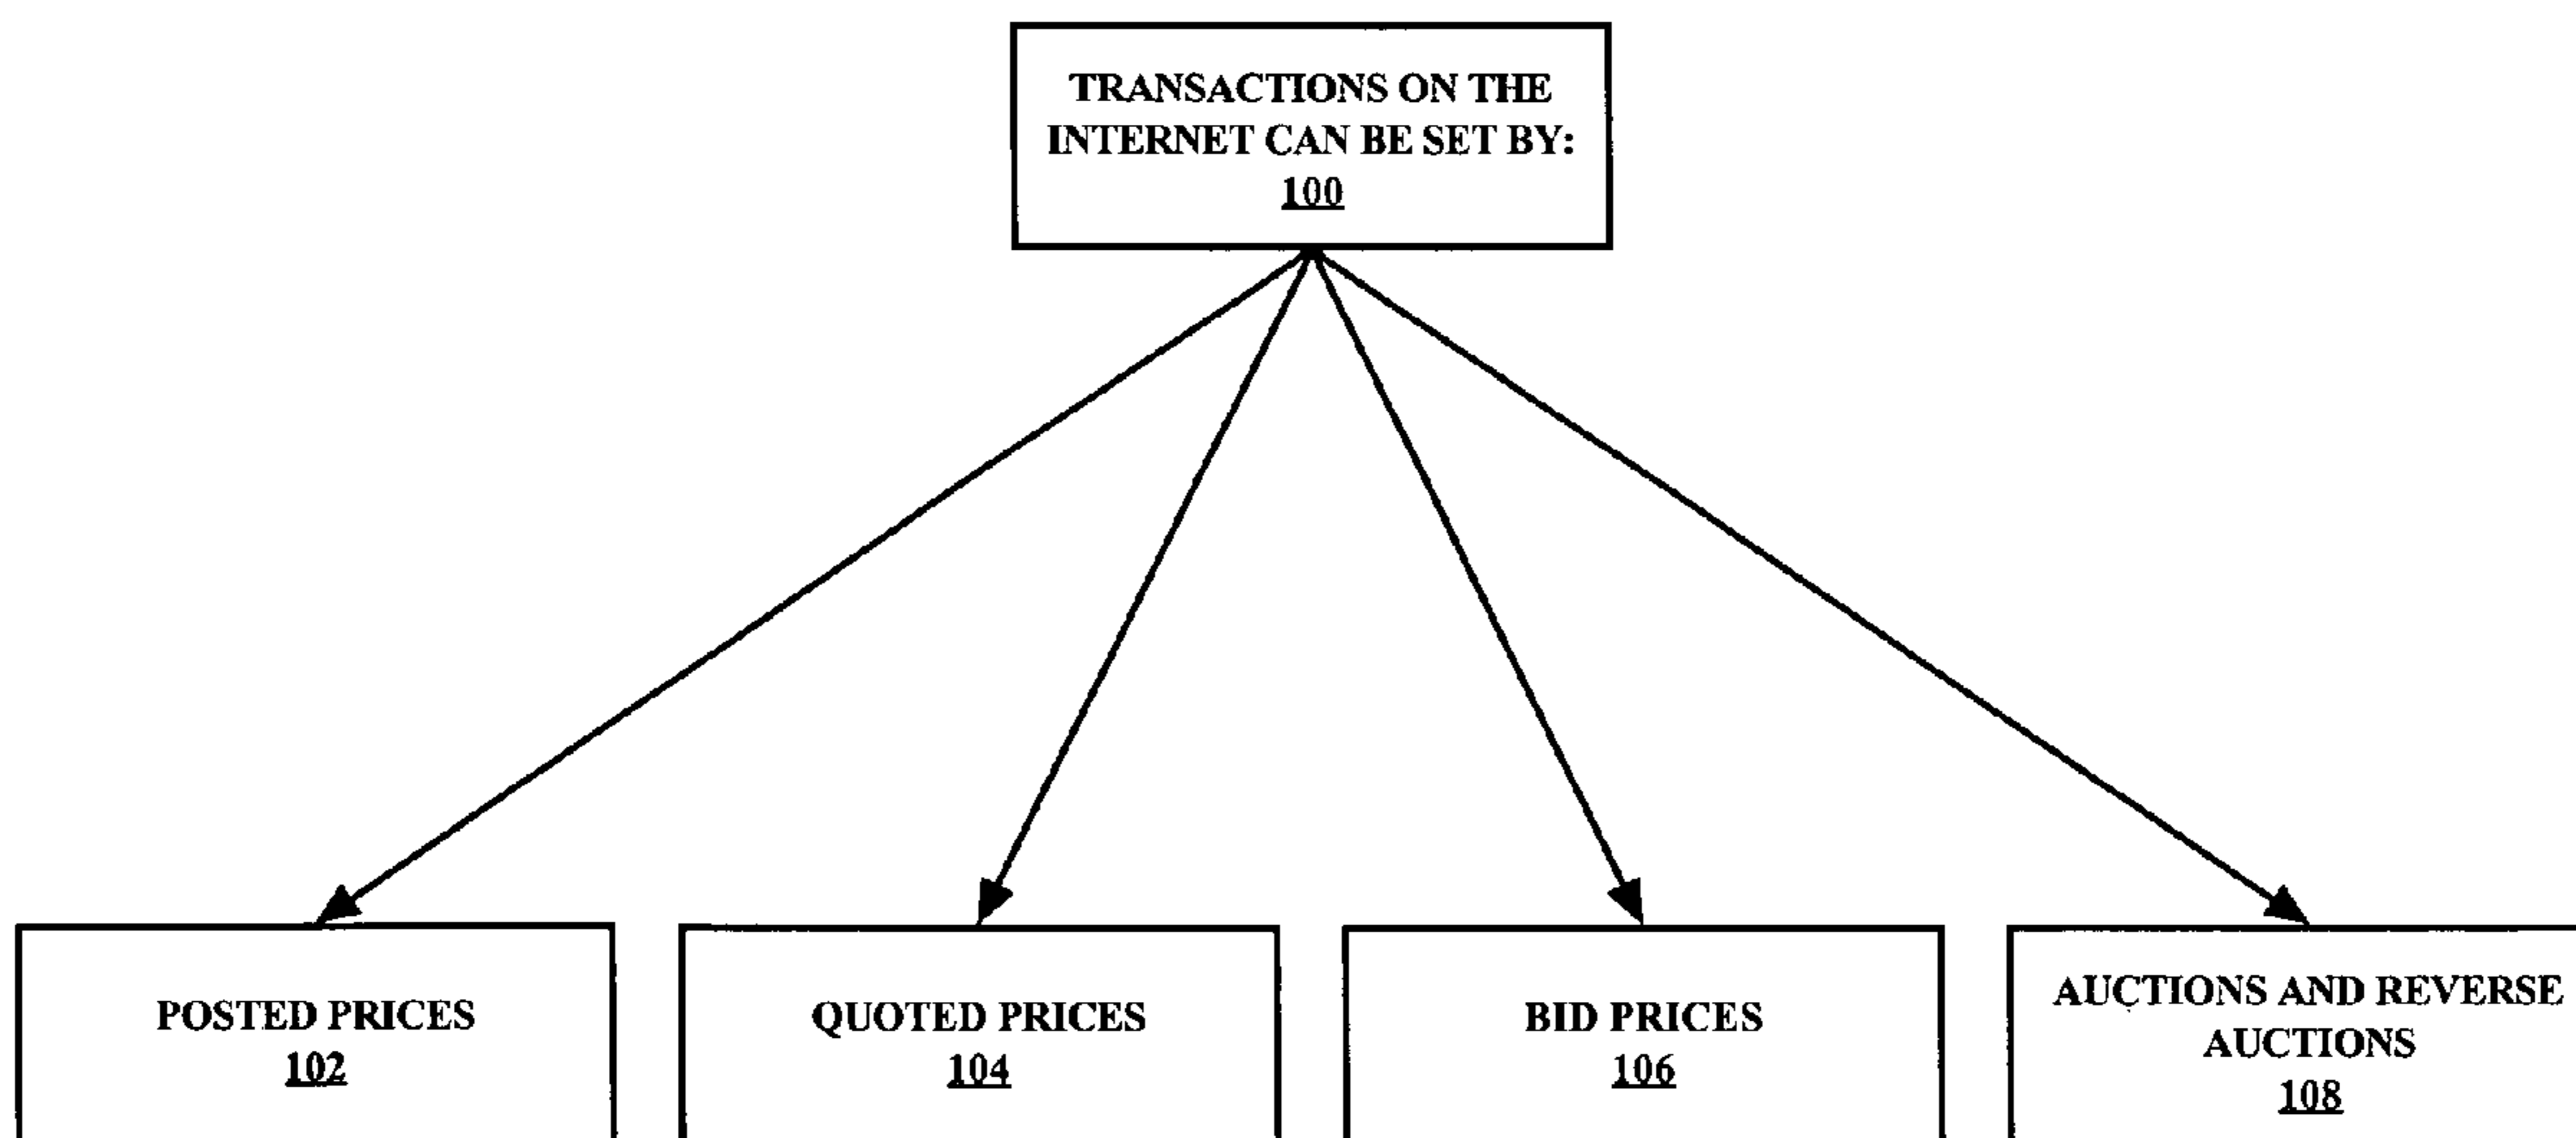 TRANSACTIONS ON THE
INTERNET CAN BE SET BY:
100
POSTED PRICES
102
QUOTED PRICES
104
BID PRICES
106
AUCTIONS AND REVERSE
AUCTIONS
108